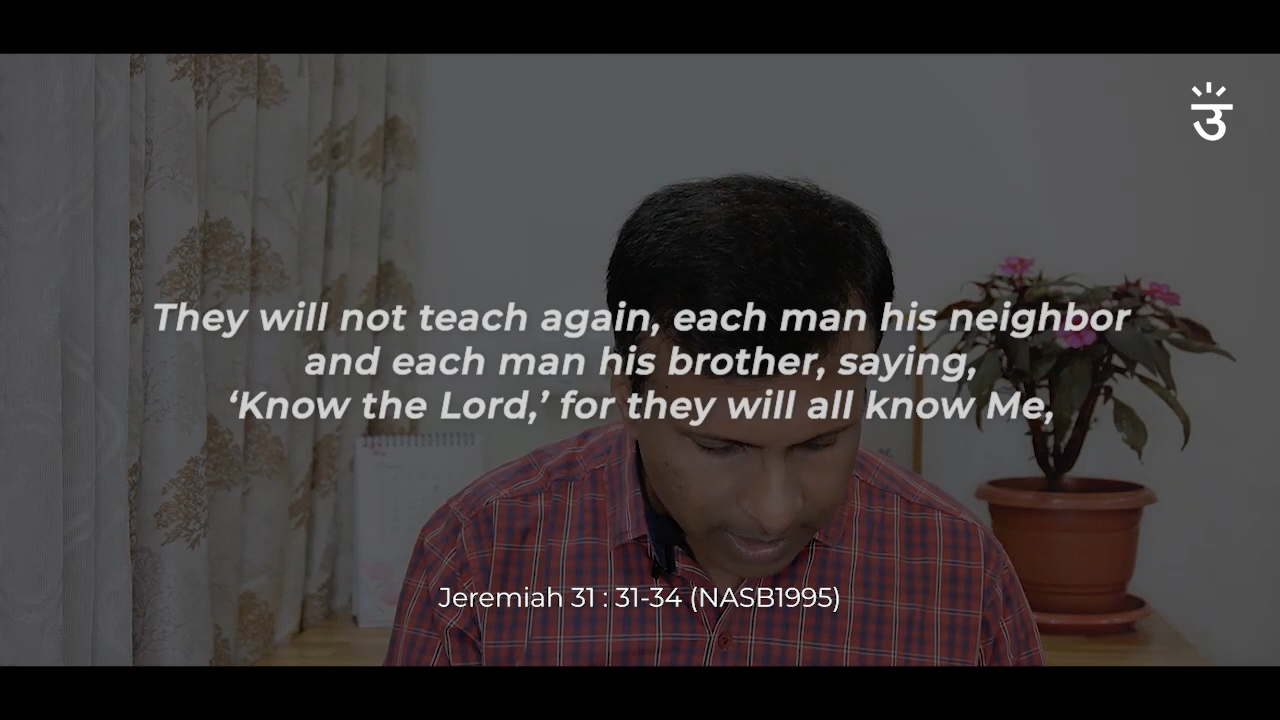 They will not teach again, each man his neighbor
and each man his brother, saying,
‘Know the Lord,’ for they will all know Me,
Jeremiah 31 : 31-34 (NASB1995)